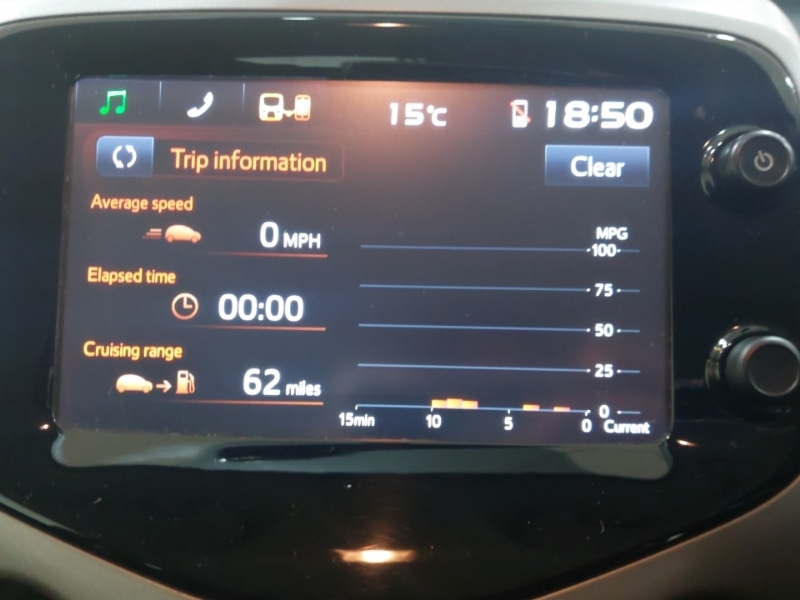 15°C 18:50
Trip information Clear
Average speed
0 MPH
Elapsed time
00:00
Cruising range
62 miles
MPG
100
75
50
25
0
15min 10 5 0 Current